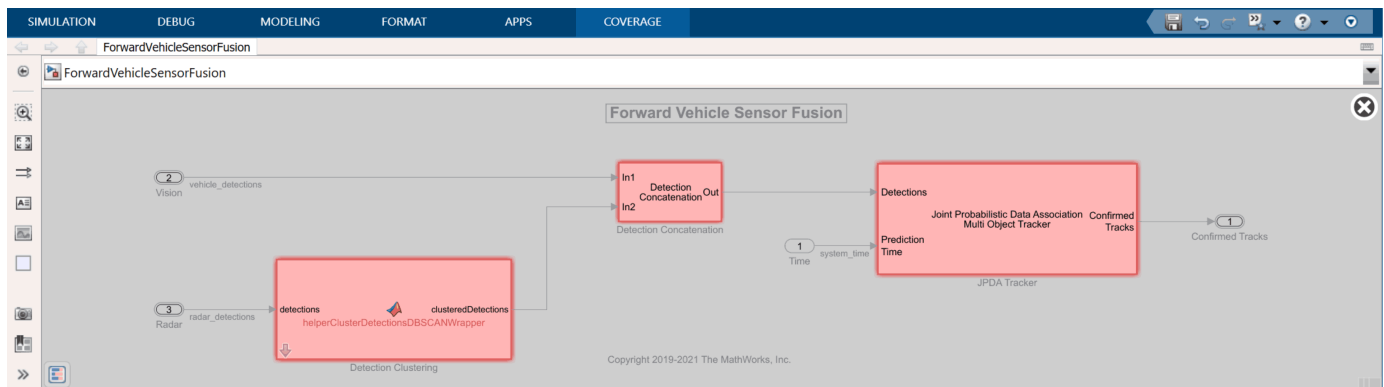 SIMULATION DEBUG MODELING FORMAT APPS COVERAGE
ForwardVehicleSensorFusion
ForwardVehicleSensorFusion
Forward Vehicle Sensor Fusion
2
vehicle_detections
Vision
In1
Detection
Concatenation
Out
In2
Detection Concatenation
Detections
Joint Probabilistic Data Association
Multi Object Tracker
Confirmed
Tracks
Prediction
Time
JPDA Tracker
1
Confirmed Tracks
1
system_time
Time
3
radar_detections
Radar
detections
clusteredDetections
helperClusterDetectionsDBSCANWrapper
Detection Clustering
Copyright 2019-2021 The MathWorks, Inc.